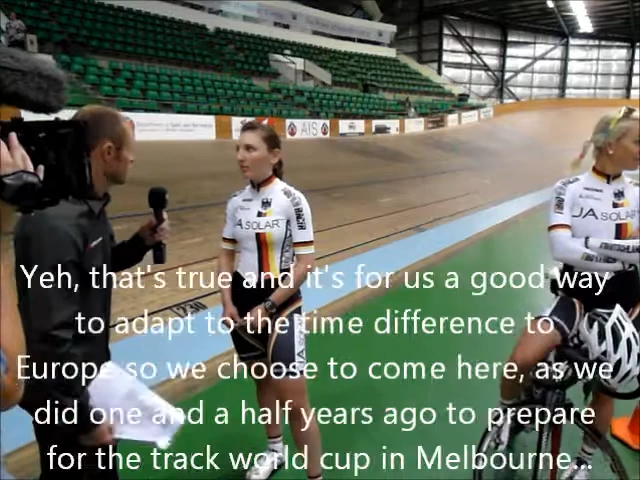 AIS
JA SOLAR
JA SOLAR
Yeh, that's true and it's for us a good way
to adapt to the time difference to
Europe so we choose to come here, as we
did one and a half years ago to prepare
for the track world cup in Melbourne...